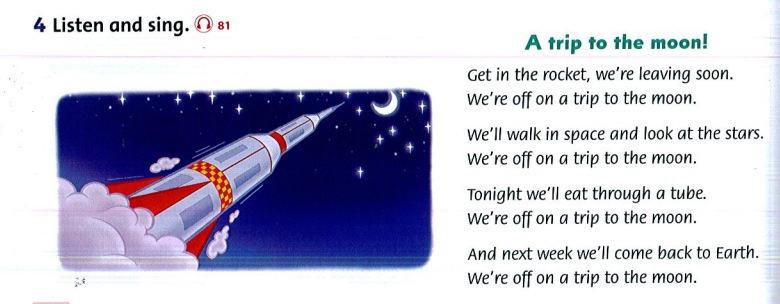 4 Listen and sing. 81
A trip to the moon!
Get in the rocket, we're leaving soon.
We're off on a trip to the moon.
We'll walk in space and look at the stars.
We're off on a trip to the moon.
Tonight we'll eat through a tube.
We're off on a trip to the moon.
And next week we'll come back to Earth.
We're off on a trip to the moon.